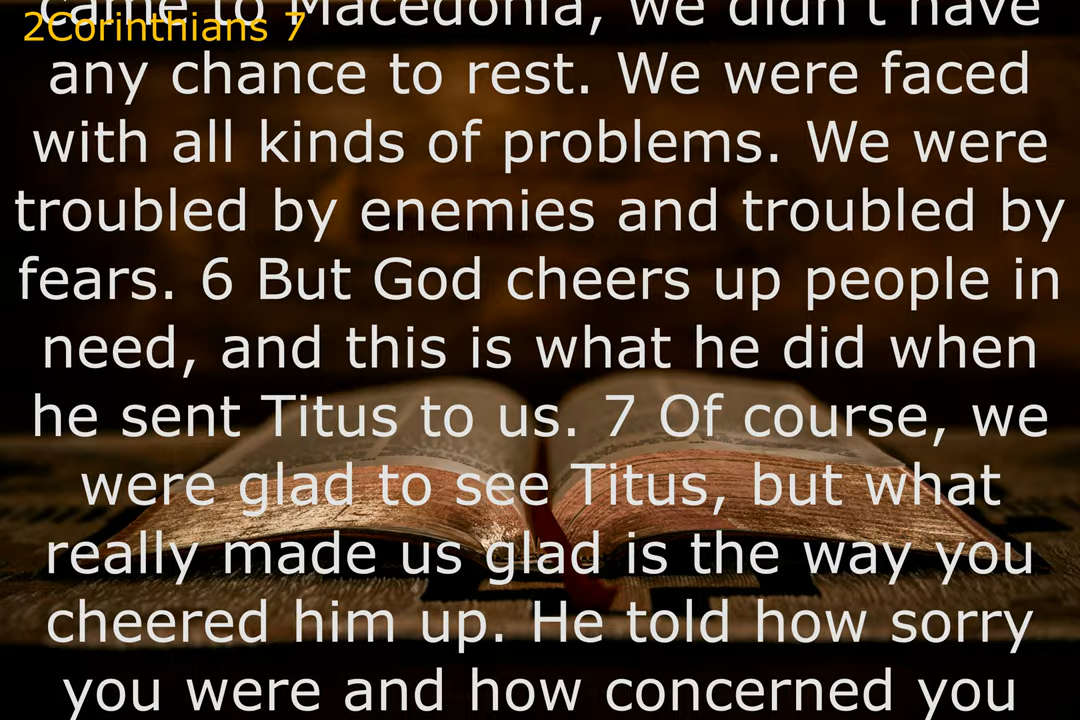 came to Macedonia, we didn't have
2Corinthians 7
any chance to rest. We were faced
with all kinds of problems. We were
troubled by enemies and troubled by
fears. 6 But God cheers up people in
need, and this is what he did when
he sent Titus to us. 7 Of course, we
were glad to see Titus, but what
really made us glad is the way you
cheered him up. He told how sorry
you were and how concerned you